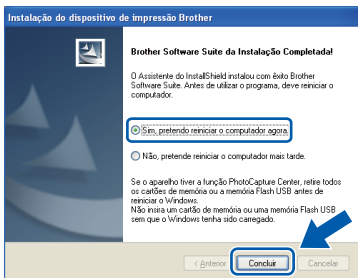 Instalação do dispositivo de impressão Brother
Brother Software Suite da Instalação Completada!
O Assistente do InstallShield instalou com êxito Brother
Software Suite. Antes de utilizar o programa, deve reiniciar o
computador.
Sim, pretendo reiniciar o computador agora.
Não, pretende reiniciar o computador mais tarde.
Se o aparelho tiver a função PhotoCapture Center, retire todos
os cartões de memória ou a memória Flash USB antes de
reiniciar o Windows.
Não insira um cartão de memória ou uma memória Flash USB
sem que o Windows tenha sido carregado.
< Anterior Concluir Cancelar